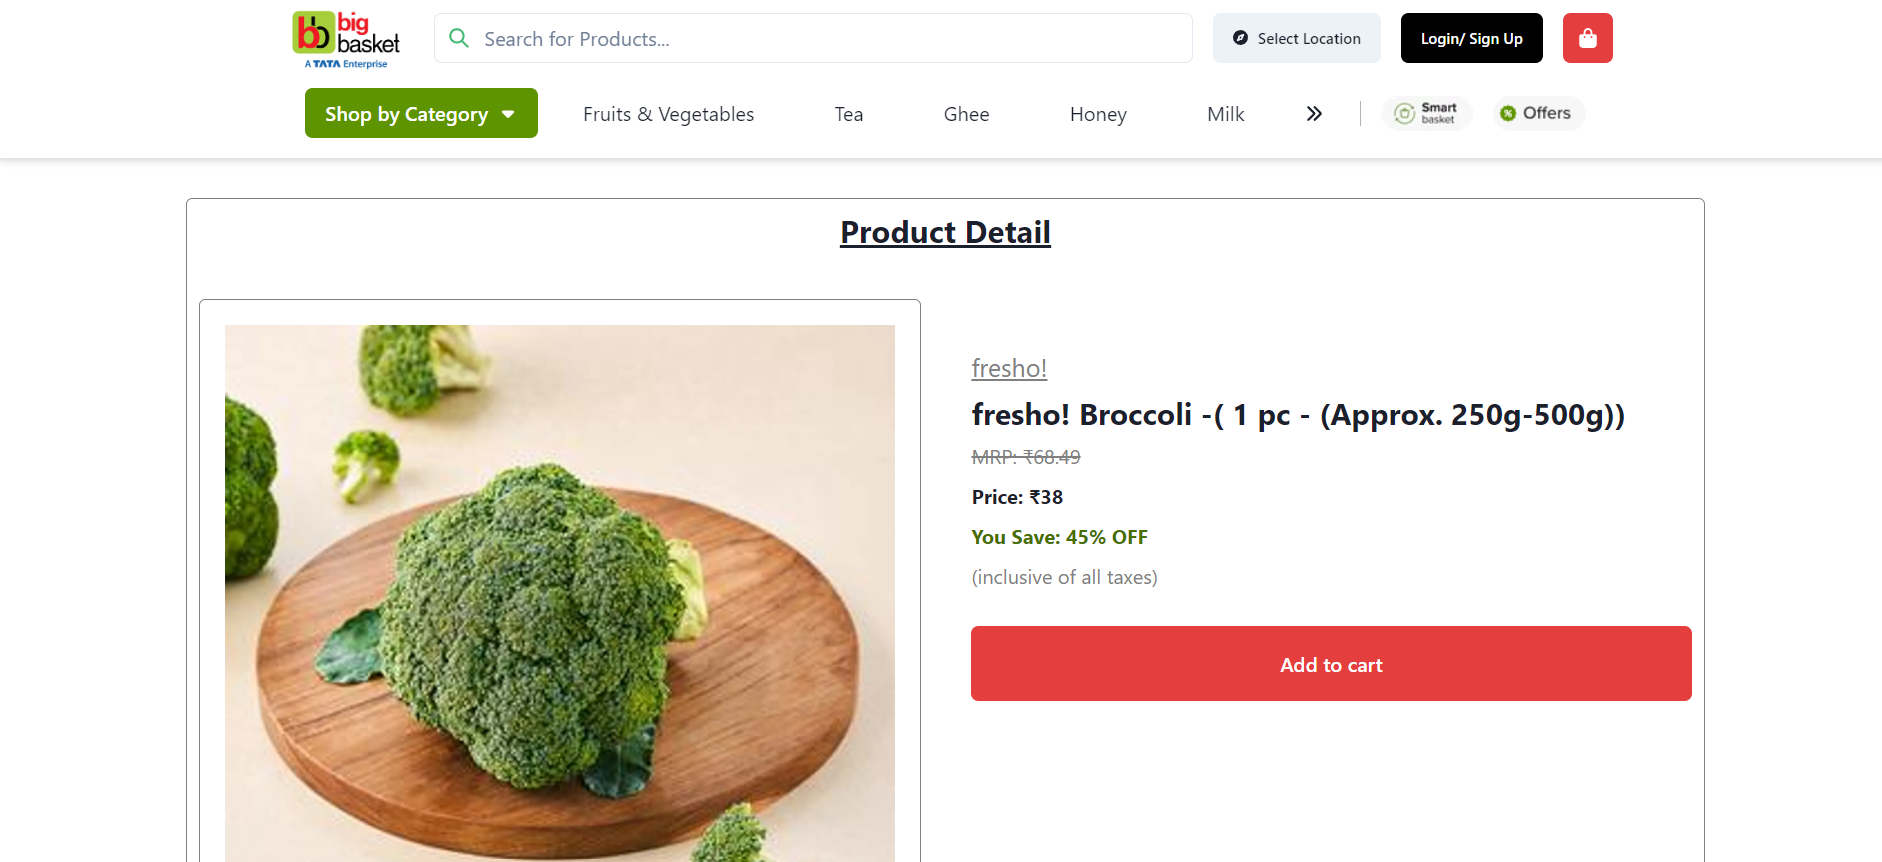 big
basket
A TATA Enterprise
Search for Products...
Select Location
Login/ Sign Up
Shop by Category
Fruits & Vegetables
Tea
Ghee
Honey
Milk
Smart
basket
% Offers
Product Detail
fresho!
fresho! Broccoli -( 1 pc - (Approx. 250g-500g))
MRP: ₹68.49
Price: ₹38
You Save: 45% OFF
(inclusive of all taxes)
Add to cart